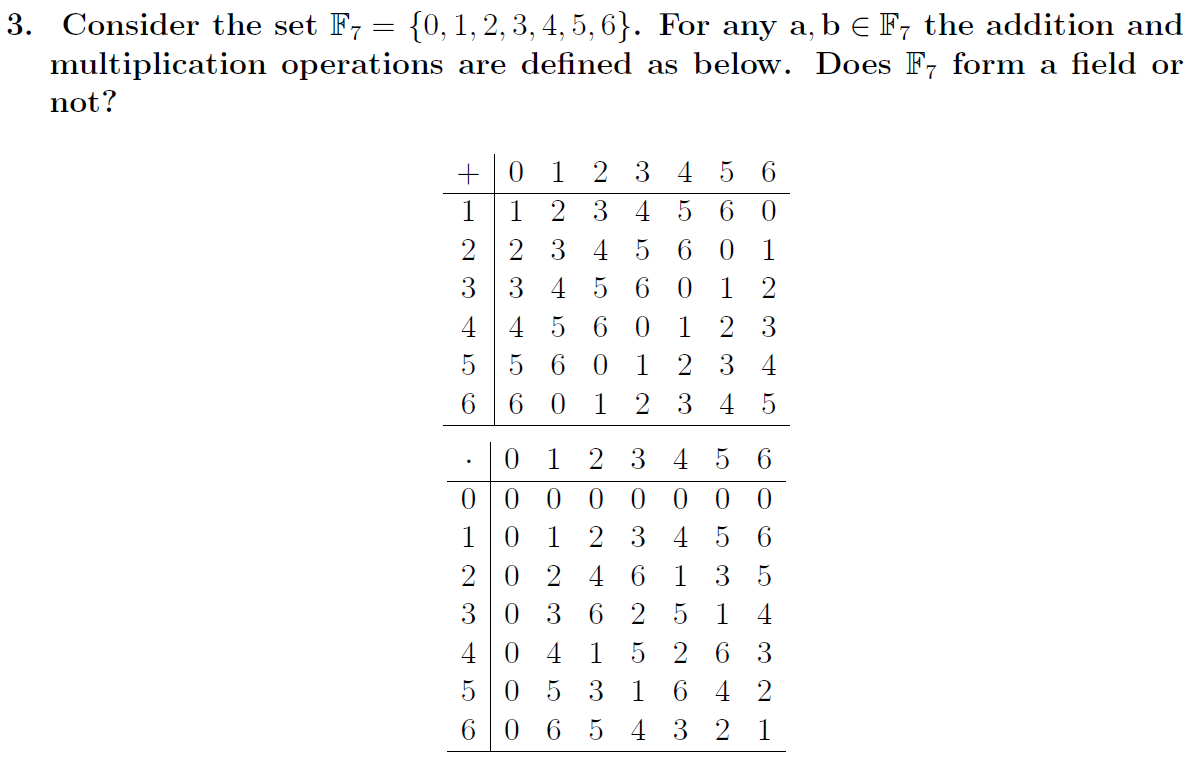 3. Consider the set 𝔽₇ = {0, 1, 2, 3, 4, 5, 6}. For any a, b ∈ 𝔽₇ the addition and
multiplication operations are defined as below. Does 𝔽₇ form a field or
not?
+ 0 1 2 3 4 5 6
1 1 2 3 4 5 6 0
2 2 3 4 5 6 0 1
3 3 4 5 6 0 1 2
4 4 5 6 0 1 2 3
5 5 6 0 1 2 3 4
6 6 0 1 2 3 4 5
· 0 1 2 3 4 5 6
0 0 0 0 0 0 0 0
1 0 1 2 3 4 5 6
2 0 2 4 6 1 3 5
3 0 3 6 2 5 1 4
4 0 4 1 5 2 6 3
5 0 5 3 1 6 4 2
6 0 6 5 4 3 2 1